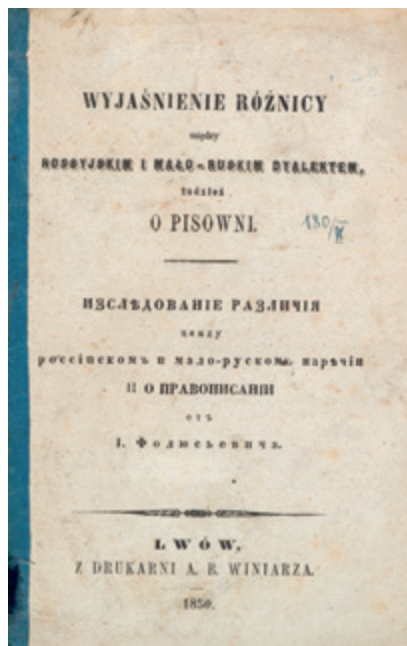 WYJAŚNIENIE RÓŻNICY
między
ROSSYJSKIM I MAŁO-RUSKIM DYALEKTEM,
tudzież
O PISOWNI.
ИЗСЛѢДОВАНІЕ РАЗЛИЧІЯ
между
россійскомъ и мало-рускомъ нарѣчіи
И О ПРАВОПИСАНІИ
отъ
І. Фолюсьевича.
LWÓW,
Z DRUKARNI A. B. WINIARZA.
1850.